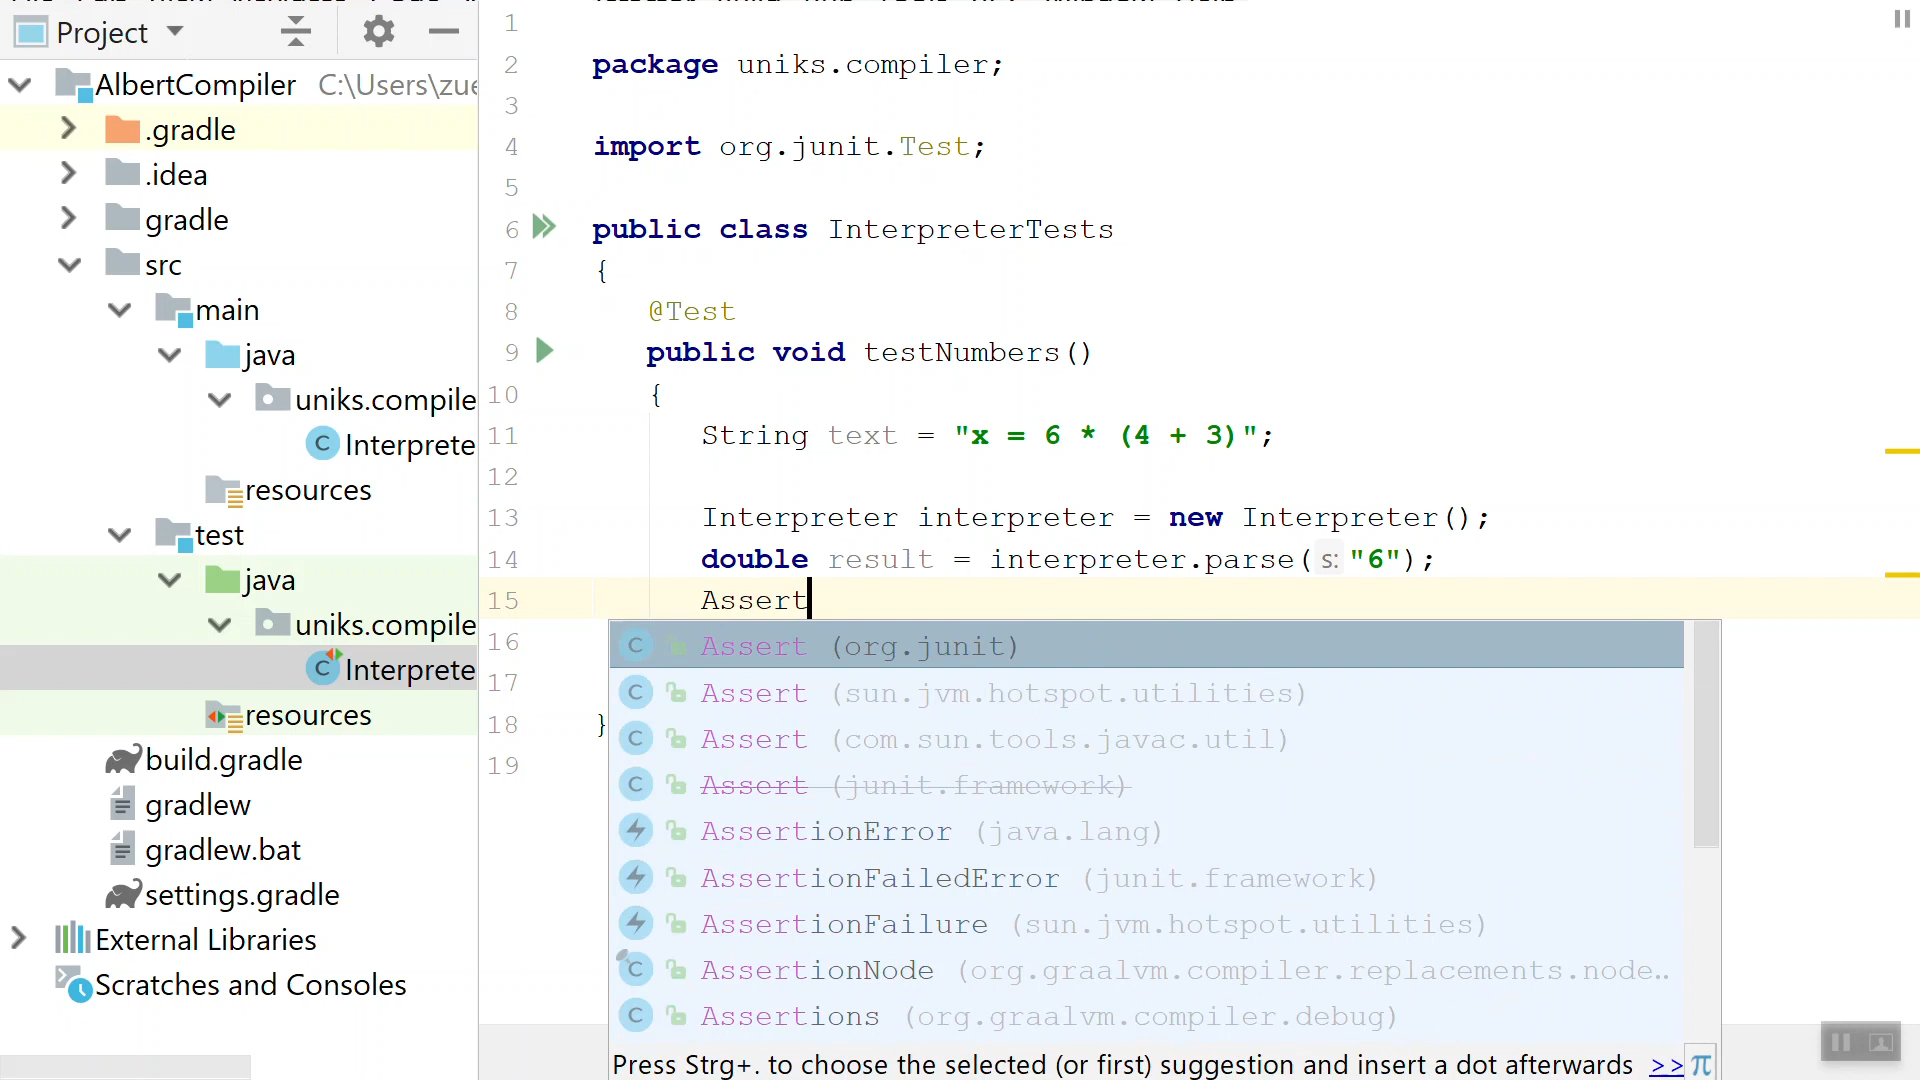 Project
AlbertCompiler C:\Users\zue
.gradle
.idea
gradle
src
main
java
uniks.compile
Interprete
resources
test
java
uniks.compile
Interprete
resources
build.gradle
gradlew
gradlew.bat
settings.gradle
External Libraries
Scratches and Consoles
1
2 package uniks.compiler;
3
4 import org.junit.Test;
5
6 public class InterpreterTests
7 {
8 @Test
9 public void testNumbers()
10 {
11 String text = "x = 6 * (4 + 3)";
12
13 Interpreter interpreter = new Interpreter();
14 double result = interpreter.parse( s: "6");
15 Assert
16
17
18 }
19
C Assert (org.junit)
C Assert (sun.jvm.hotspot.utilities)
C Assert (com.sun.tools.javac.util)
C Assert (junit.framework)
AssertionError (java.lang)
AssertionFailedError (junit.framework)
AssertionFailure (sun.jvm.hotspot.utilities)
C AssertionNode (org.graalvm.compiler.replacements.node..
C Assertions (org.graalvm.compiler.debug)
Press Strg+. to choose the selected (or first) suggestion and insert a dot afterwards >> π